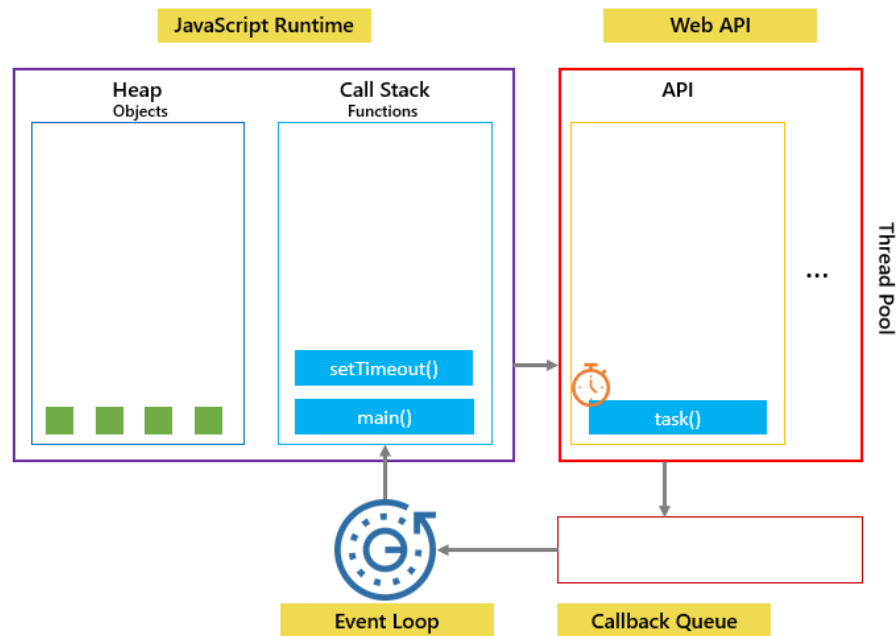 JavaScript Runtime
Web API
Heap
Objects
Call Stack
Functions
API
Thread Pool
...
setTimeout()
main()
task()
Event Loop
Callback Queue